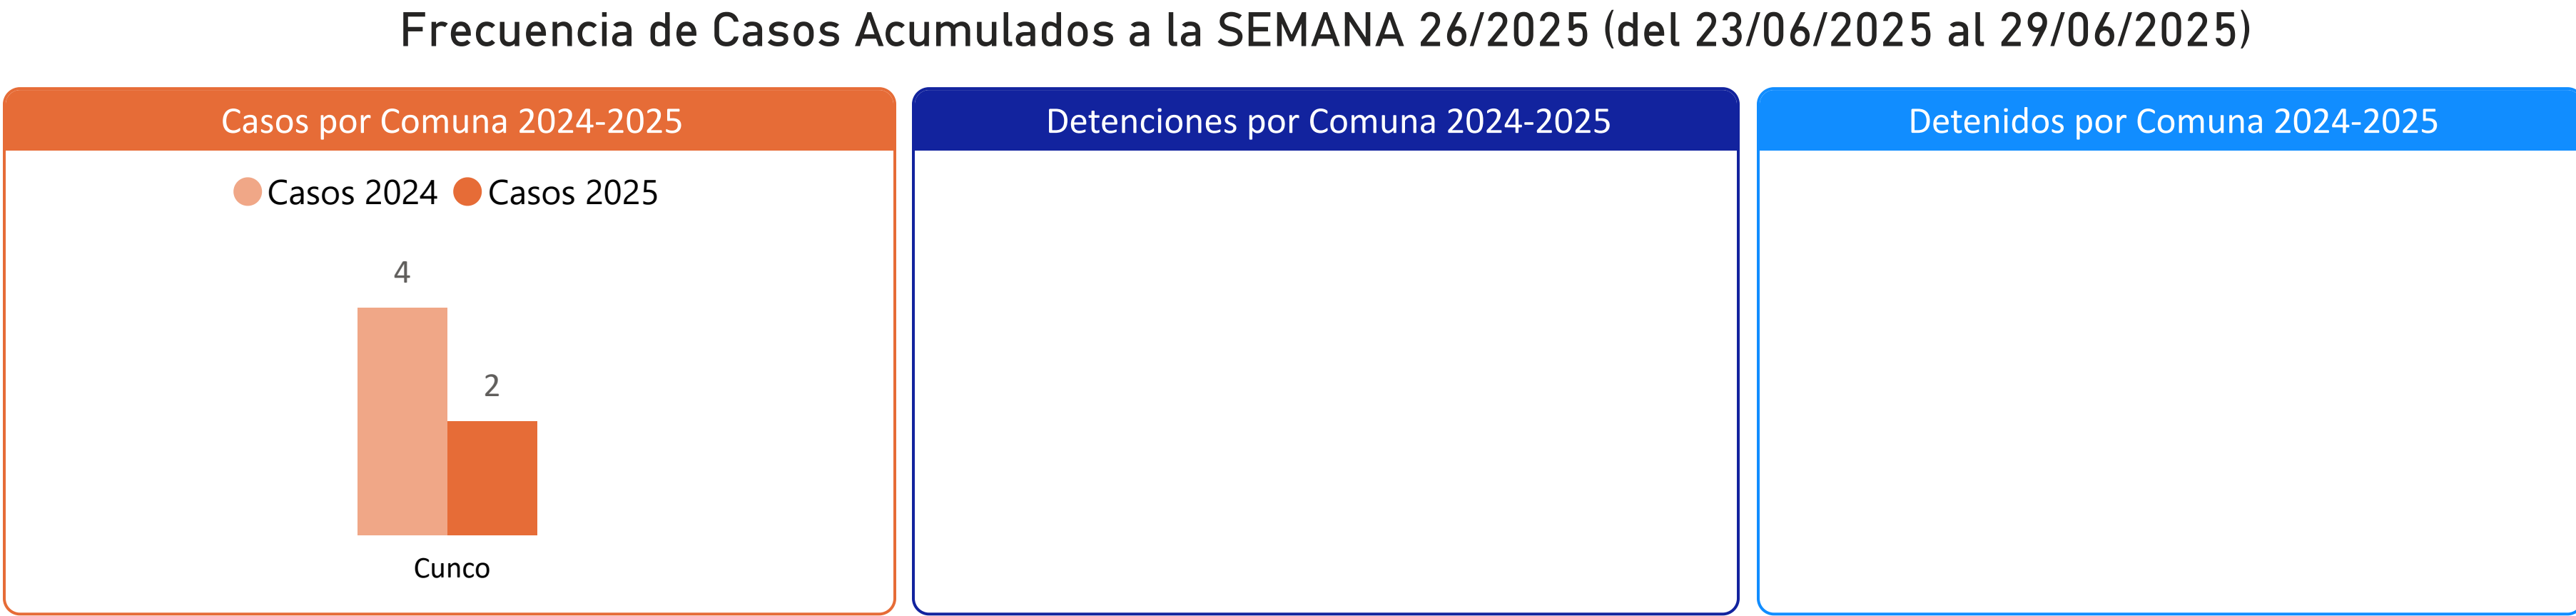 Frecuencia de Casos Acumulados a la SEMANA 26/2025 (del 23/06/2025 al 29/06/2025)
Casos por Comuna 2024-2025
Casos 2024 Casos 2025
4
2
Cunco
Detenciones por Comuna 2024-2025
Detenidos por Comuna 2024-2025